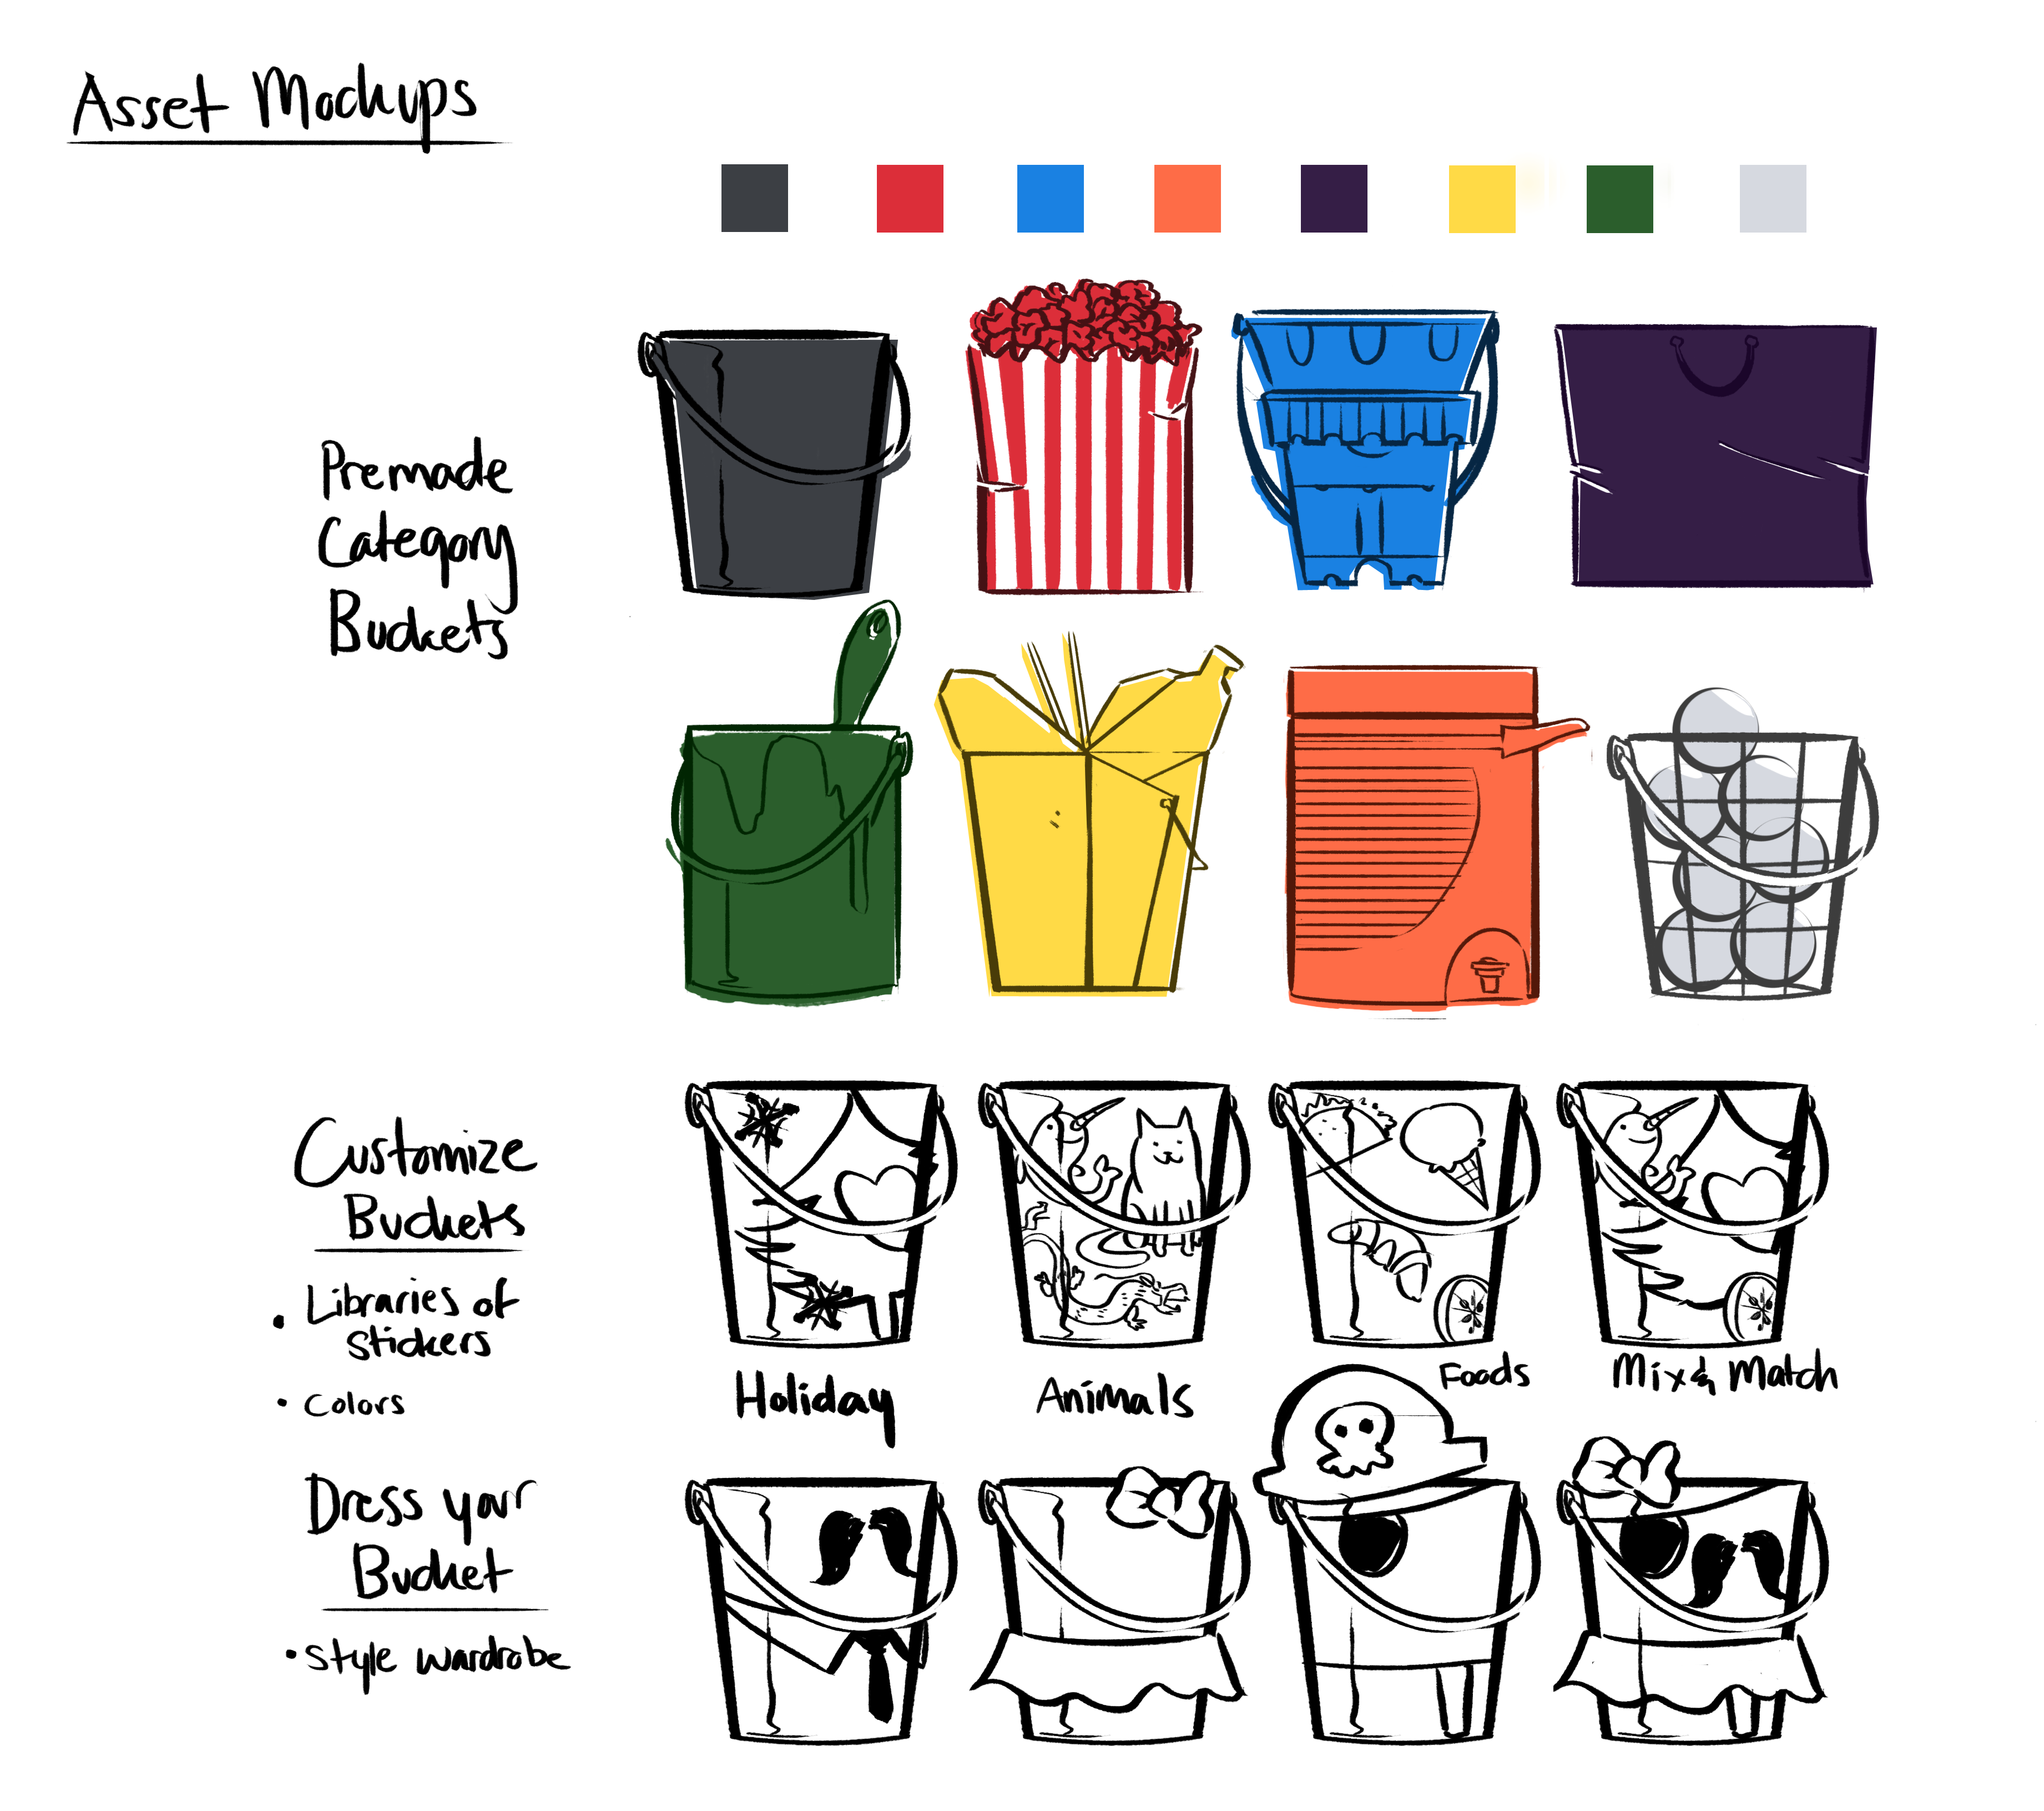 Asset Mockups
Premade
Category
Buckets
Customize
Buckets
• Libraries of
stickers
• Colors
Holiday
Animals
Foods
Mix & Match
Dress your
Bucket
• Style wardrobe